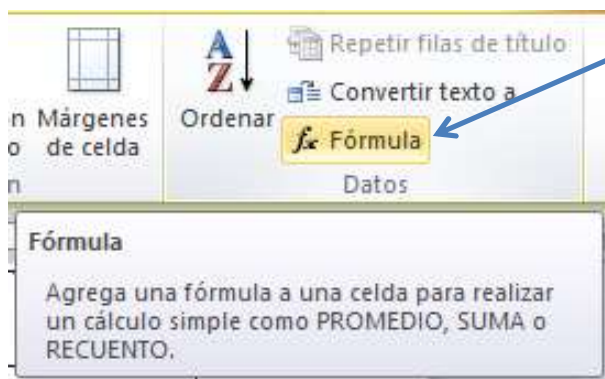 Repetir filas de título
Convertir texto a
n Márgenes
o de celda
Ordenar
fx Fórmula
n
Datos
Fórmula
Agrega una fórmula a una celda para realizar
un cálculo simple como PROMEDIO, SUMA o
RECUENTO.